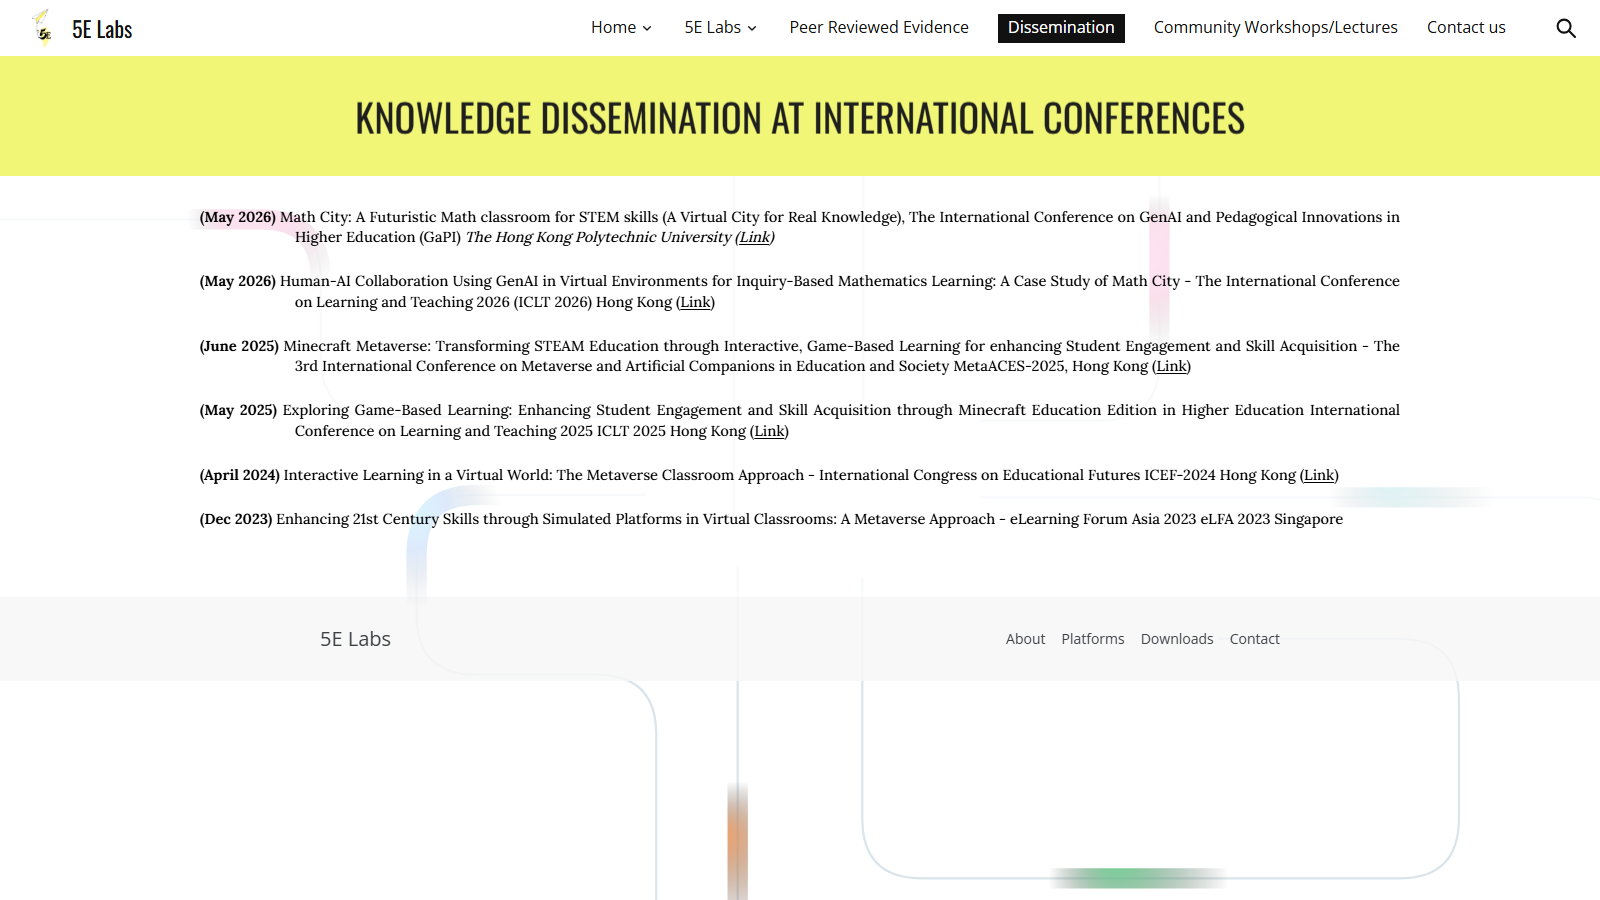 5E Labs
Home
5E Labs
Peer Reviewed Evidence
Dissemination
Community Workshops/Lectures
Contact us
KNOWLEDGE DISSEMINATION AT INTERNATIONAL CONFERENCES
(May 2026) Math City: A Futuristic Math classroom for STEM skills (A Virtual City for Real Knowledge), The International Conference on GenAI and Pedagogical Innovations in
Higher Education (GaPI) The Hong Kong Polytechnic University (Link)
(May 2026) Human-AI Collaboration Using GenAI in Virtual Environments for Inquiry-Based Mathematics Learning: A Case Study of Math City - The International Conference
on Learning and Teaching 2026 (ICLT 2026) Hong Kong (Link)
(June 2025) Minecraft Metaverse: Transforming STEAM Education through Interactive, Game-Based Learning for enhancing Student Engagement and Skill Acquisition - The
3rd International Conference on Metaverse and Artificial Companions in Education and Society MetaACES-2025, Hong Kong (Link)
(May 2025) Exploring Game-Based Learning: Enhancing Student Engagement and Skill Acquisition through Minecraft Education Edition in Higher Education International
Conference on Learning and Teaching 2025 ICLT 2025 Hong Kong (Link)
(April 2024) Interactive Learning in a Virtual World: The Metaverse Classroom Approach - International Congress on Educational Futures ICEF-2024 Hong Kong (Link)
(Dec 2023) Enhancing 21st Century Skills through Simulated Platforms in Virtual Classrooms: A Metaverse Approach - eLearning Forum Asia 2023 eLFA 2023 Singapore
5E Labs
About
Platforms
Downloads
Contact